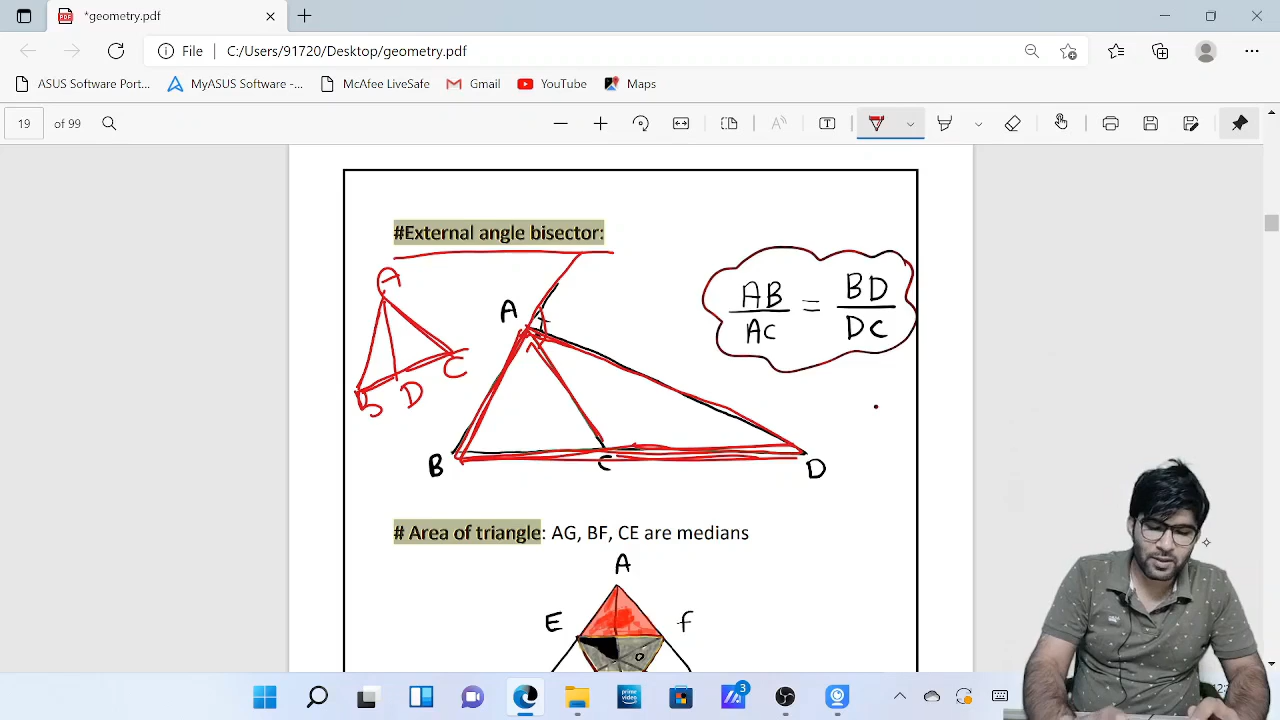 *geometry.pdf
File
C:/Users/91720/Desktop/geometry.pdf
ASUS Software Port...
MyASUS Software -...
McAfee LiveSafe
Gmail
YouTube
Maps
19 of 99
#External angle bisector:
A
B
D
C
A
B
C
D
AB/AC = BD/DC
# Area of triangle: AG, BF, CE are medians
A
E
F
o
3